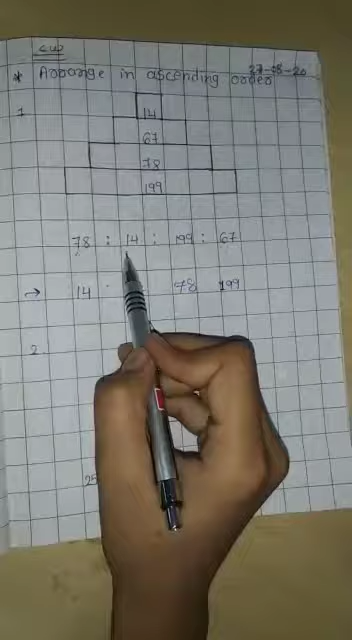 CW
27-08-20
* Arrange in ascending order
1
14
67
78
199
78 : 14 : 199 : 67
→ 14 78 199
2
25